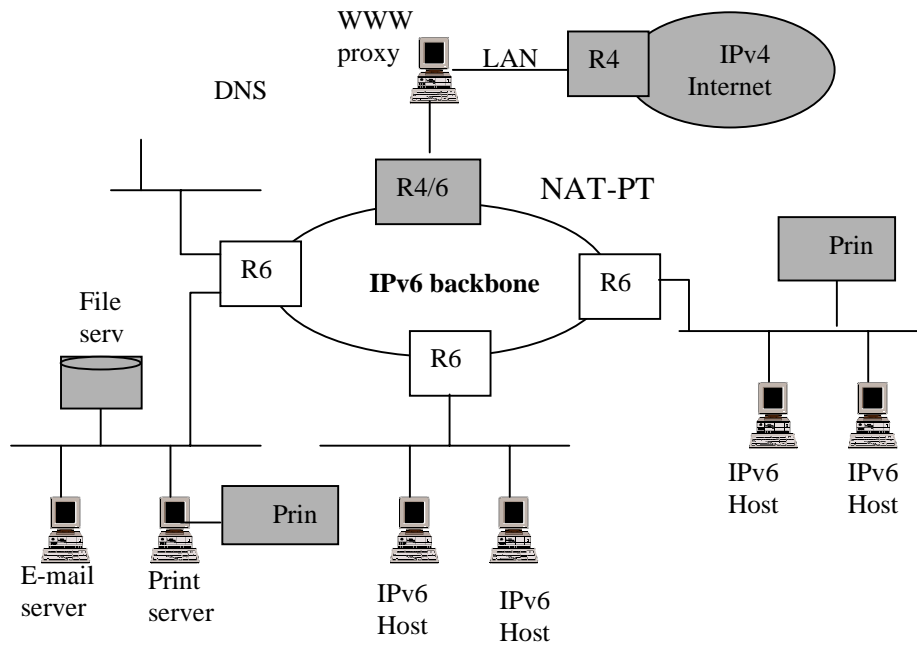 WWW
proxy
LAN
R4
IPv4
Internet
DNS
R4/6
NAT-PT
R6
IPv6 backbone
R6
Prin
File
serv
R6
IPv6
Host
IPv6
Host
Prin
E-mail
server
Print
server
IPv6
Host
IPv6
Host